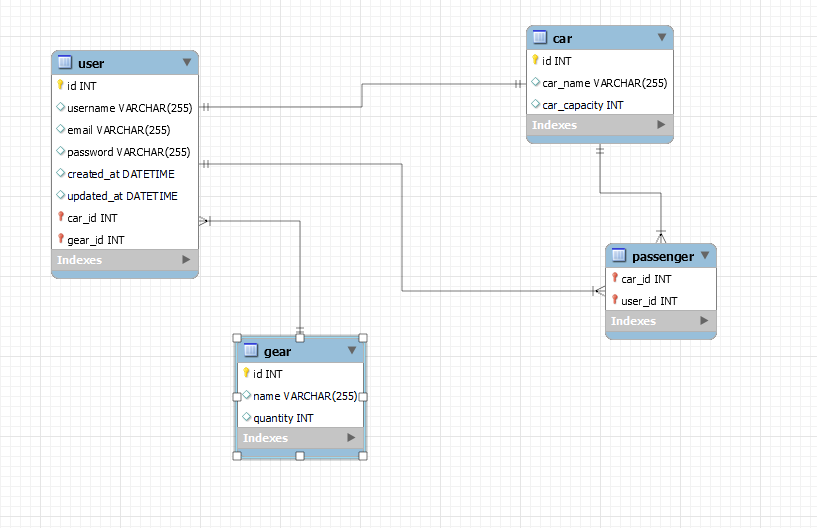 user
id INT
username VARCHAR(255)
email VARCHAR(255)
password VARCHAR(255)
created_at DATETIME
updated_at DATETIME
car_id INT
gear_id INT
Indexes
car
id INT
car_name VARCHAR(255)
car_capacity INT
Indexes
passenger
car_id INT
user_id INT
Indexes
gear
id INT
name VARCHAR(255)
quantity INT
Indexes